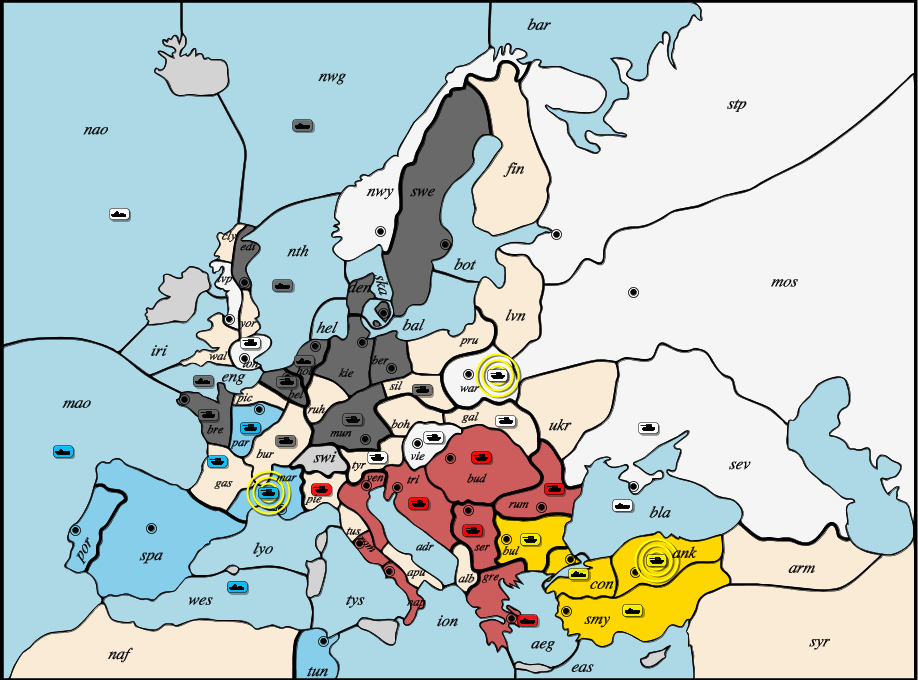 bar
nwg
stp
nao
fin
nwy
swe
cly
edi
nth
bot
mos
lvp
den
ska
lvn
yor
hel
bal
iri
wal
lon
pru
eng
hol
kie
ber
war
mao
pic
bel
sil
ruh
bre
par
mun
boh
gal
ukr
bur
swi
tyr
vie
sev
gas
mar
pie
ven
tri
bud
rum
bla
por
spa
lyo
tus
rom
adr
ser
bul
ank
con
arm
wes
tys
apu
nap
alb
gre
smy
ion
aeg
syr
naf
tun
eas